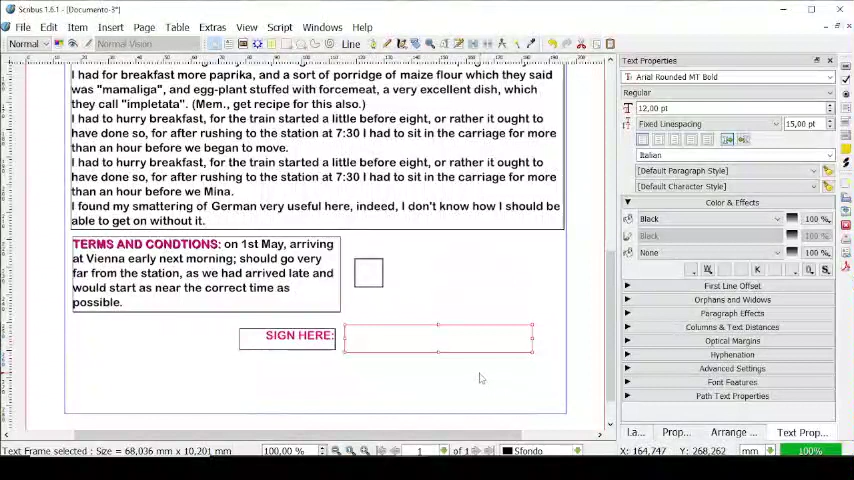 Scribus 1.6.1 - [Documento-3*]
File Edit Item Insert Page Table Extras View Script Windows Help
Normal Normal Vision Line
I had for breakfast more paprika, and a sort of porridge of maize flour which they said
was "mamaliga", and egg-plant stuffed with forcemeat, a very excellent dish, which
they call "impletata". (Mem., get recipe for this also.)
I had to hurry breakfast, for the train started a little before eight, or rather it ought to
have done so, for after rushing to the station at 7:30 I had to sit in the carriage for more
than an hour before we began to move.
I had to hurry breakfast, for the train started a little before eight, or rather it ought to
have done so, for after rushing to the station at 7:30 I had to sit in the carriage for more
than an hour before we Mina.
I found my smattering of German very useful here, indeed, I don't know how I should be
able to get on without it.
TERMS AND CONDTIONS: on 1st May, arriving
at Vienna early next morning; should go very
far from the station, as we had arrived late and
would start as near the correct time as
possible.
SIGN HERE:
Text Properties
Arial Rounded MT Bold
Regular
12,00 pt
Fixed Linespacing 15,00 pt
Italian
[Default Paragraph Style]
[Default Character Style]
Color & Effects
Black 100 %
Black 100 %
None 100 %
First Line Offset
Orphans and Widows
Paragraph Effects
Columns & Text Distances
Optical Margins
Hyphenation
Advanced Settings
Font Features
Path Text Properties
La... Prop... Arrange ... Text Prop...
Text Frame selected : Size = 68,036 mm x 10,201 mm 100,00 % 1 of 1 Sfondo X: 164,747 Y: 268,262 mm 100%